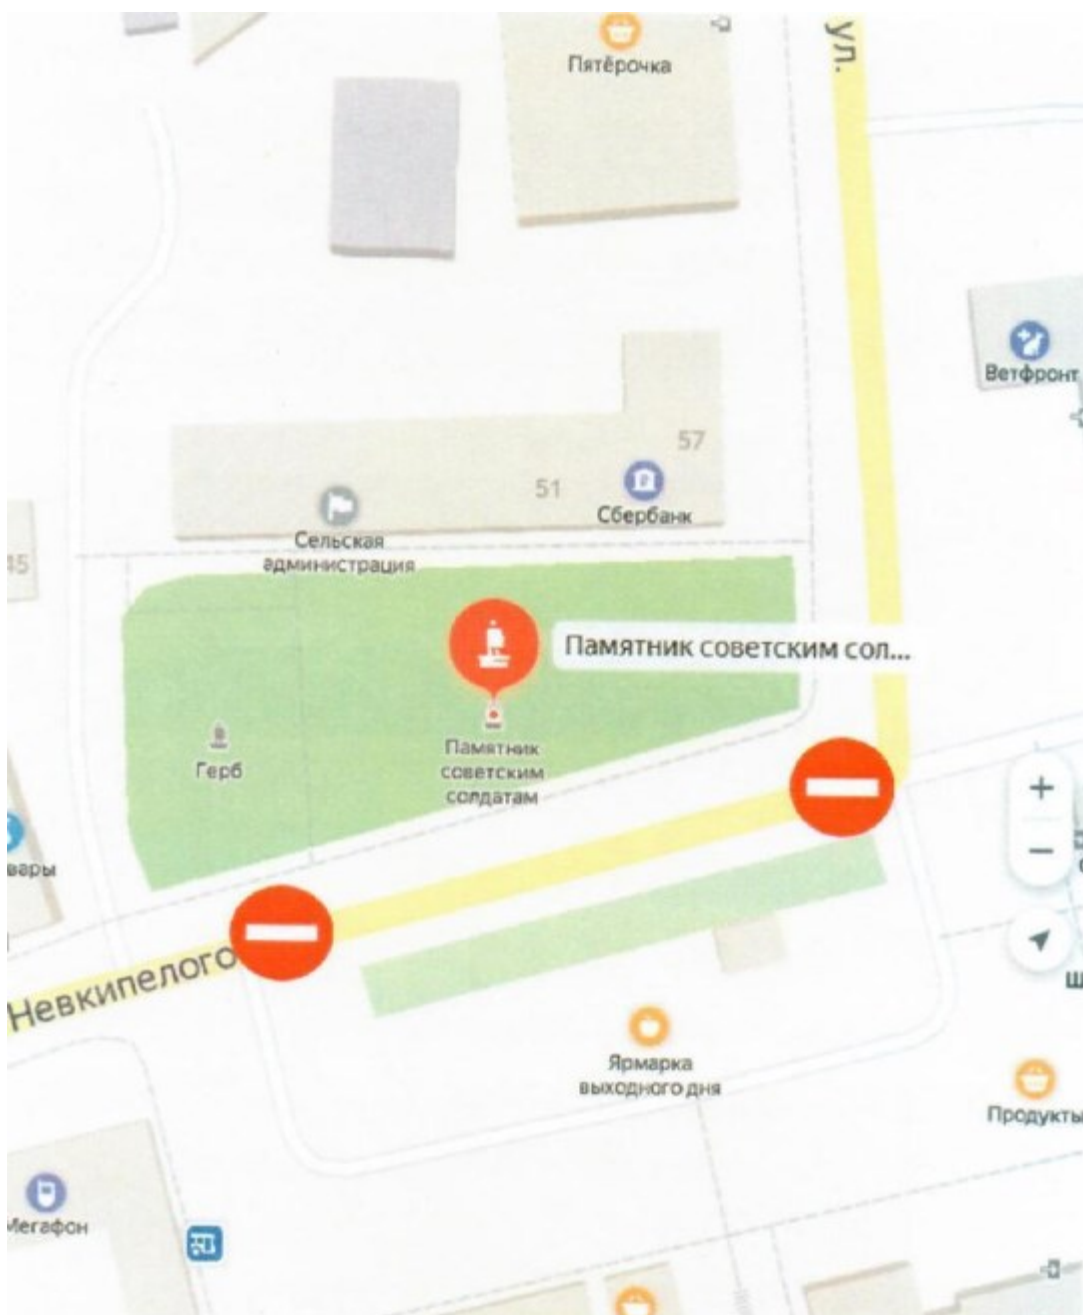 Пятёрочка
ул.
Ветфронт
57
51
Сбербанк
Сельская
администрация
45
Памятник советским сол...
Памятник
советским
солдатам
Герб
вары
Невкипелого
Ярмарка
выходного дня
Продукты
Мегафон